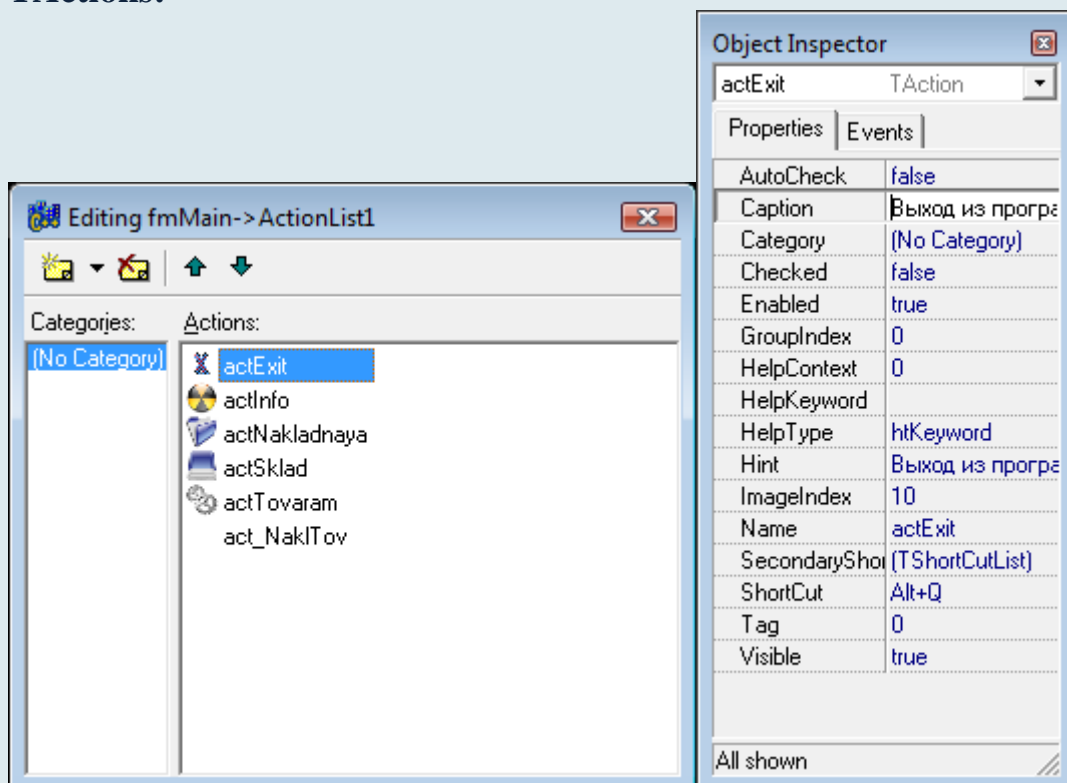 Object Inspector
actExit TAction
Properties Events
AutoCheck false
Caption Выход из програ
Category (No Category)
Checked false
Enabled true
GroupIndex 0
HelpContext 0
HelpKeyword
HelpType htKeyword
Hint Выход из програ
ImageIndex 10
Name actExit
SecondaryShor (TShortCutList)
ShortCut Alt+Q
Tag 0
Visible true
All shown
Editing fmMain->ActionList1
Categories: Actions:
(No Category) actExit
actInfo
actNakladnaya
actSklad
actTovaram
act_NaklTov